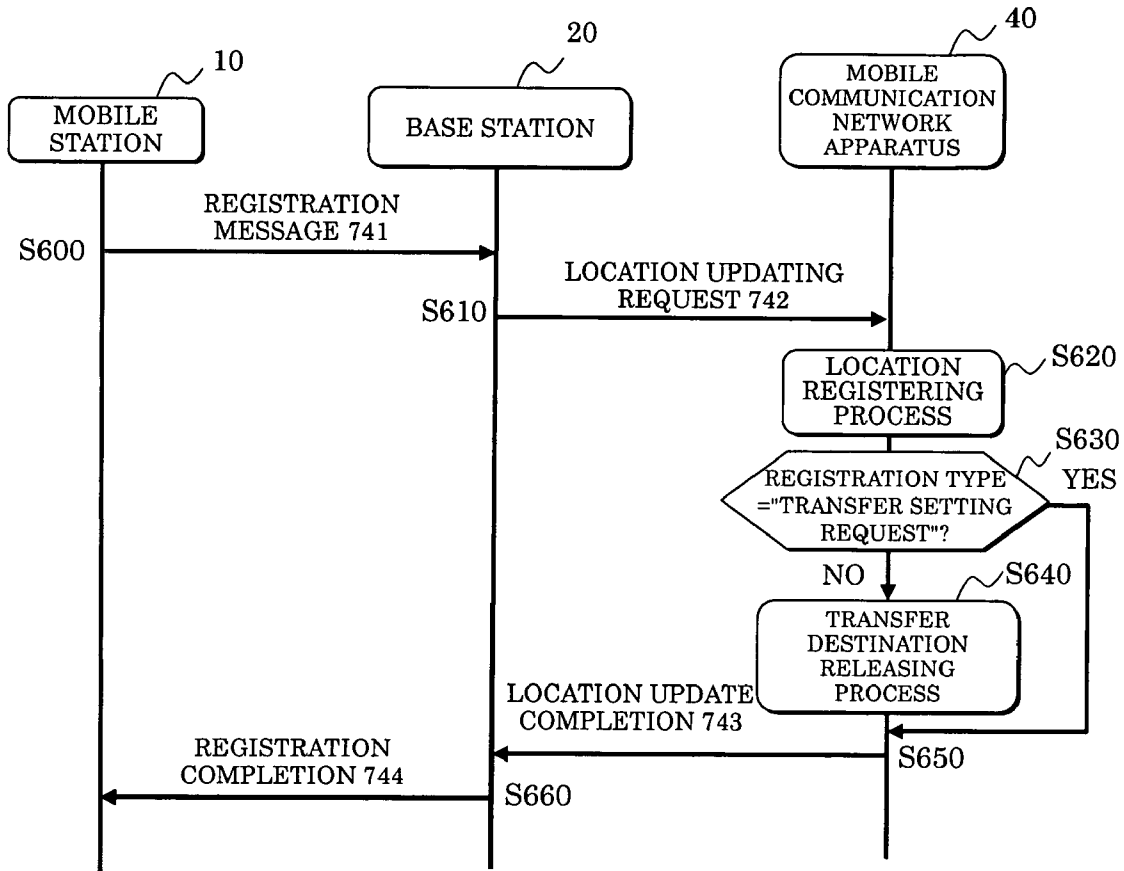 10
20
40
MOBILE
STATION
BASE STATION
MOBILE
COMMUNICATION
NETWORK
APPARATUS
REGISTRATION
MESSAGE 741
S600
LOCATION UPDATING
REQUEST 742
S610
LOCATION
REGISTERING
PROCESS
S620
S630
REGISTRATION TYPE
="TRANSFER SETTING
REQUEST"?
YES
NO
S640
TRANSFER
DESTINATION
RELEASING
PROCESS
LOCATION UPDATE
COMPLETION 743
S650
REGISTRATION
COMPLETION 744
S660